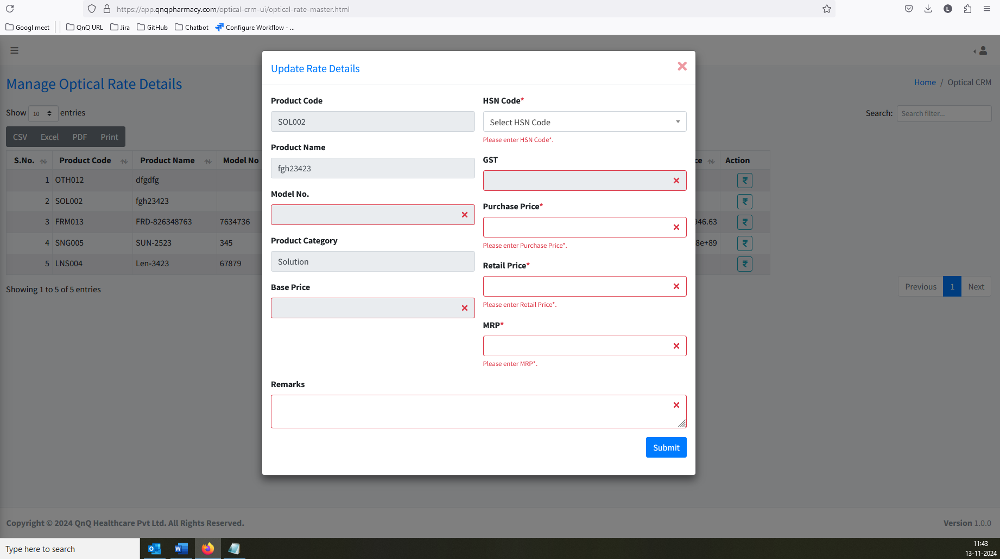 https://app.qnqpharmacy.com/optical-crm-ui/optical-rate-master.html
L
Googl meet
QnQ URL
Jira
GitHub
Chatbot
Configure Workflow - ...
Manage Optical Rate Details
Home / Optical CRM
Show 10 entries
Search: Search filter...
CSV Excel PDF Print
S.No. Product Code Product Name Model No ce Action
1 OTH012 dfgdfg
2 SOL002 fgh23423
3 FRM013 FRD-826348763 7634736 946.63
4 SNG005 SUN-2523 345 8e+89
5 LNS004 Len-3423 67879
Showing 1 to 5 of 5 entries
Previous 1 Next
Update Rate Details
Product Code
SOL002
Product Name
fgh23423
Model No.
Product Category
Solution
Base Price
HSN Code*
Select HSN Code
Please enter HSN Code*.
GST
Purchase Price*
Please enter Purchase Price*.
Retail Price*
Please enter Retail Price*.
MRP*
Please enter MRP*.
Remarks
Submit
Copyright © 2024 QnQ Healthcare Pvt Ltd. All Rights Reserved.
Version 1.0.0
Type here to search
11:43
13-11-2024